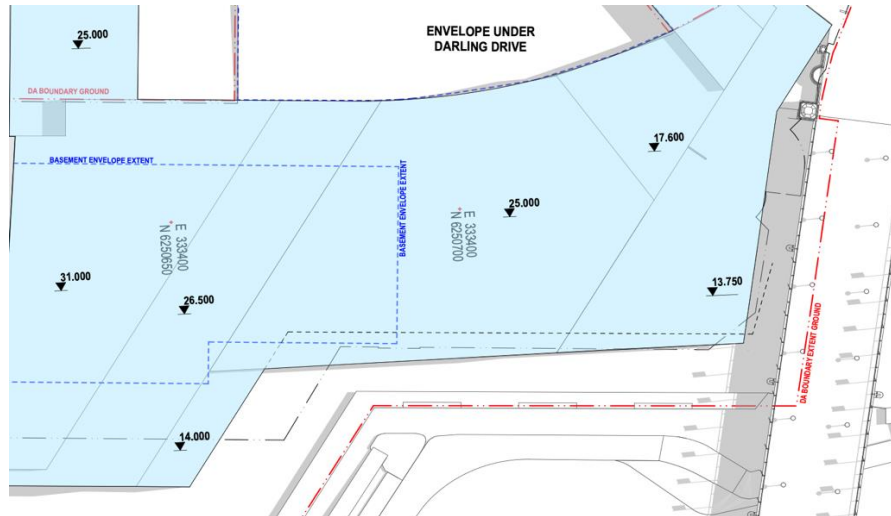 ENVELOPE UNDER
DARLING DRIVE
25.000
DA BOUNDARY GROUND
17.600
BASEMENT ENVELOPE EXTENT
BASEMENT ENVELOPE EXTENT
25.000
E 333400
N 6250650
E 333400
N 6250700
31.000
26.500
13.750
DA BOUNDARY EXTENT GROUND
14.000